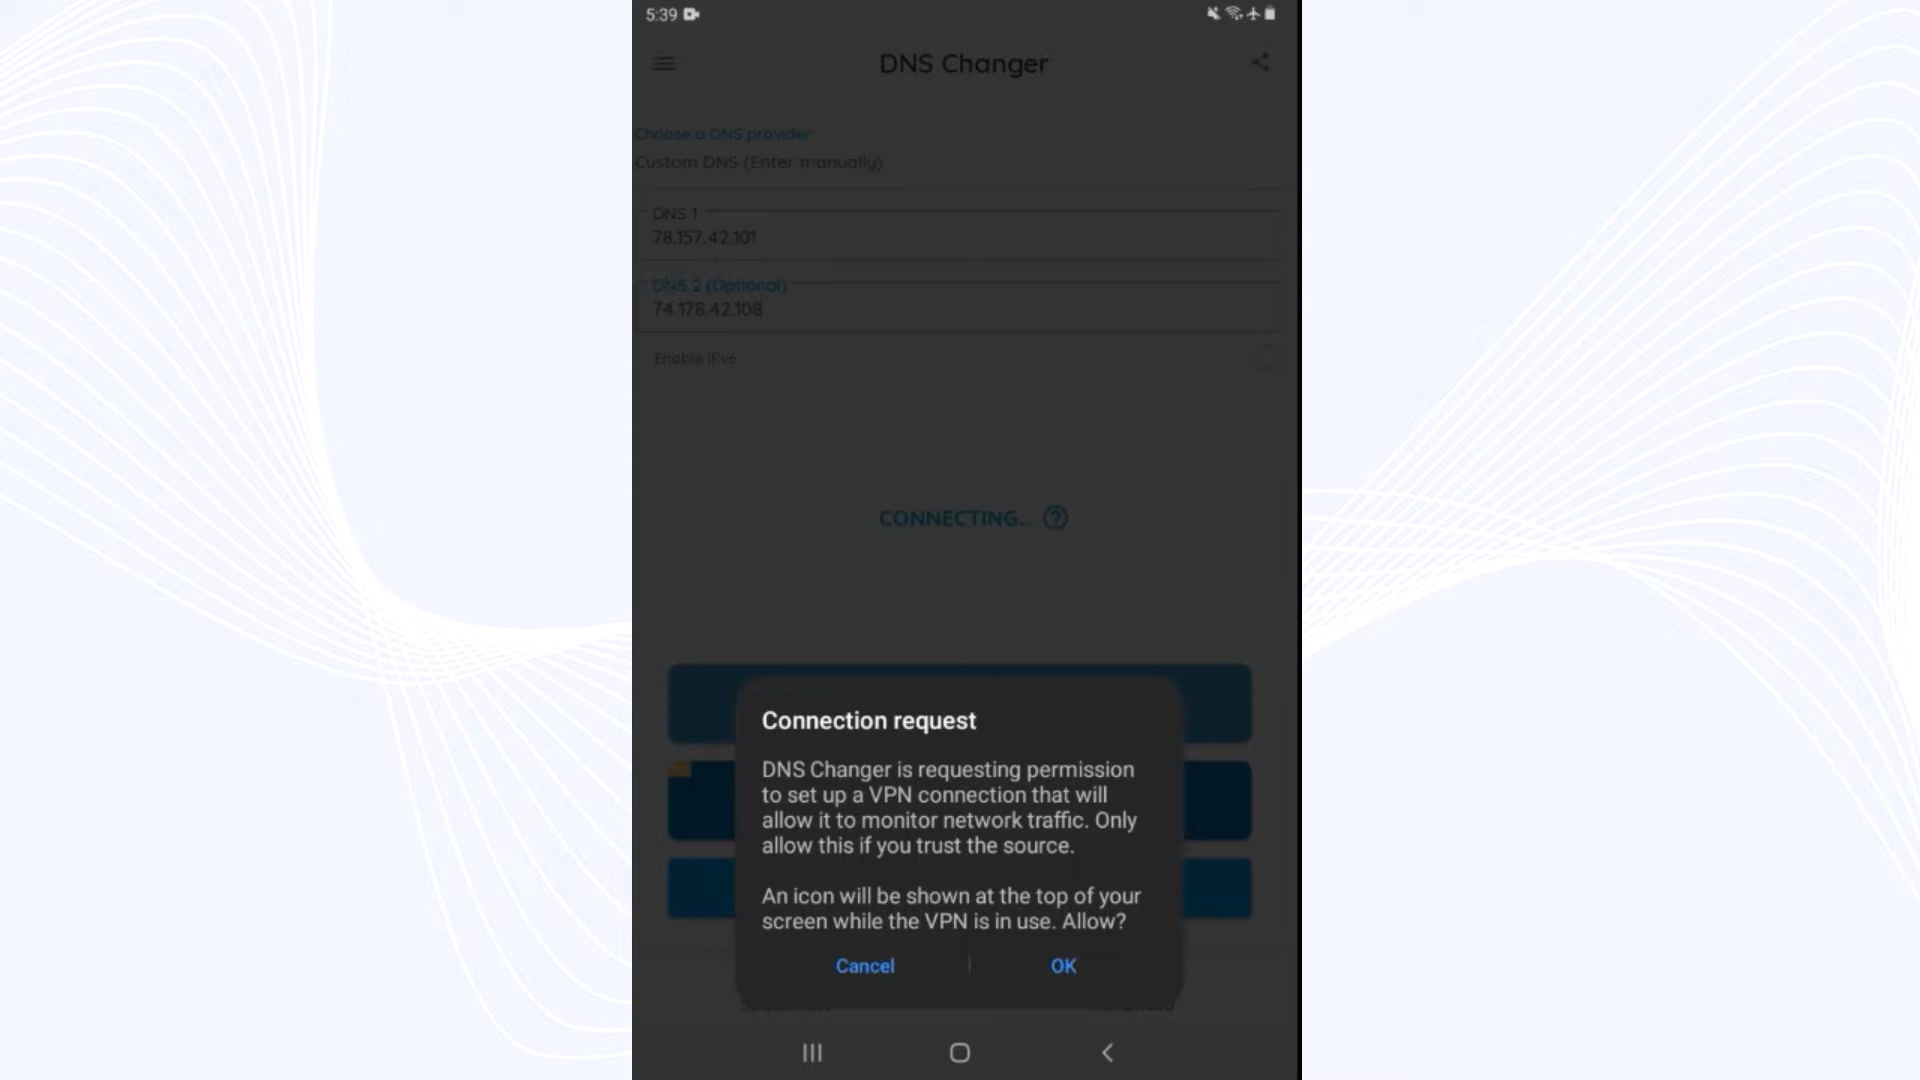 5:39
DNS Changer
Choose a DNS provider
Custom DNS (Enter manually)
DNS 1
78.157.42.101
DNS 2 (Optional)
74.178.42.108
Enable IPv6
CONNECTING...
Connection request
DNS Changer is requesting permission
to set up a VPN connection that will
allow it to monitor network traffic. Only
allow this if you trust the source.
An icon will be shown at the top of your
screen while the VPN is in use. Allow?
Cancel
OK